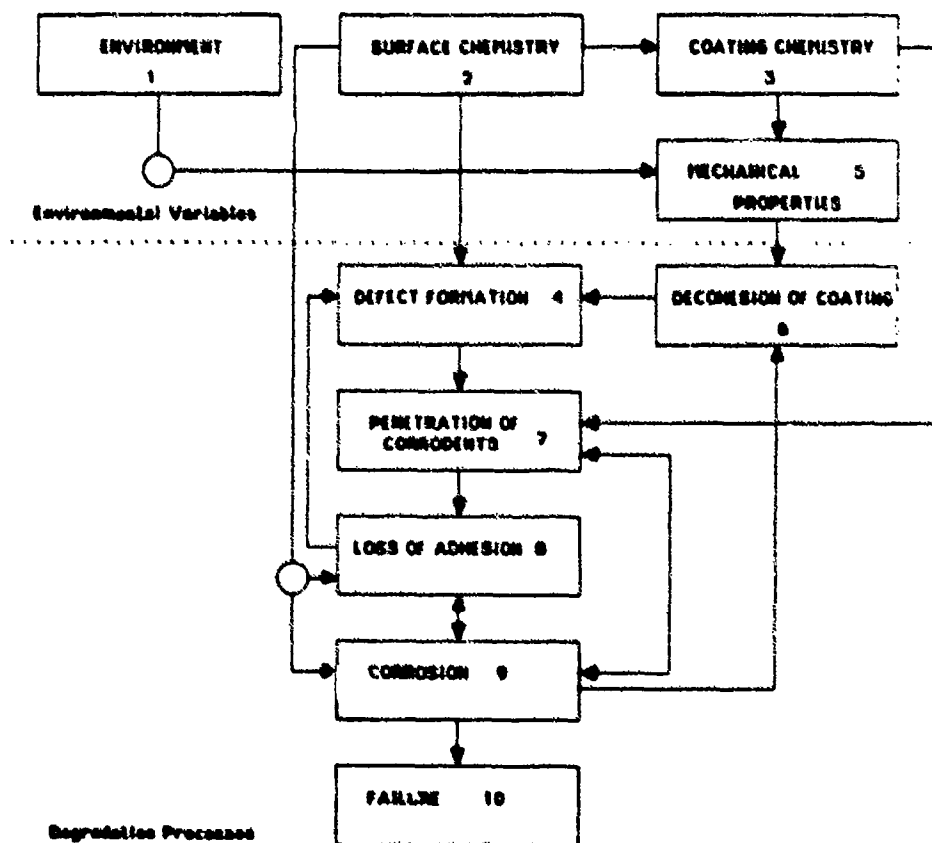 ENVIRONMENT
1
SURFACE CHEMISTRY
2
COATING CHEMISTRY
3
MECHANICAL 5
PROPERTIES
Environmental Variables
DEFECT FORMATION 4
DECOHESION OF COATING
6
PENETRATION OF
CORRODENTS 7
LOSS OF ADHESION 8
CORROSION 9
FAILURE 10
Degradation Processes